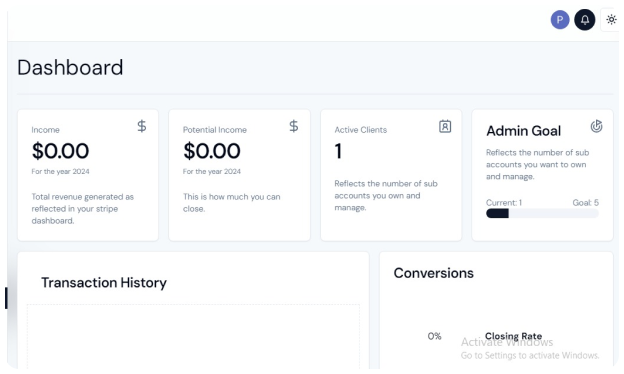 P
Dashboard
Income
$0.00
For the year 2024
Total revenue generated as
reflected in your stripe
dashboard.
Potential Income
$0.00
For the year 2024
This is how much you can
close.
Active Clients
1
Reflects the number of sub
accounts you own and
manage.
Admin Goal
Reflects the number of sub
accounts you want to own
and manage.
Current: 1 Goal: 5
Transaction History
Conversions
0% Closing Rate
Activate Windows
Go to Settings to activate Windows.